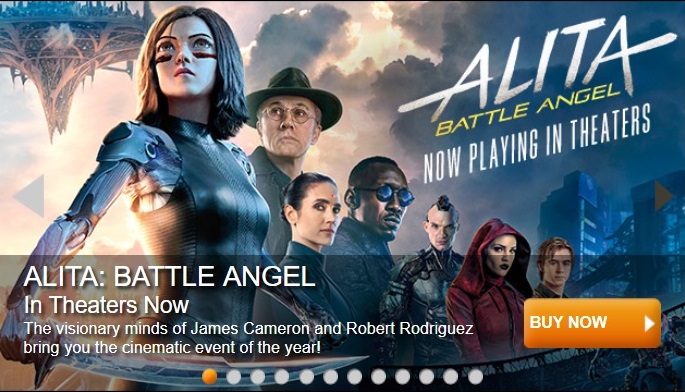 ALITA
BATTLE ANGEL
NOW PLAYING IN THEATERS
ALITA: BATTLE ANGEL
In Theaters Now
The visionary minds of James Cameron and Robert Rodriguez
bring you the cinematic event of the year!
BUY NOW